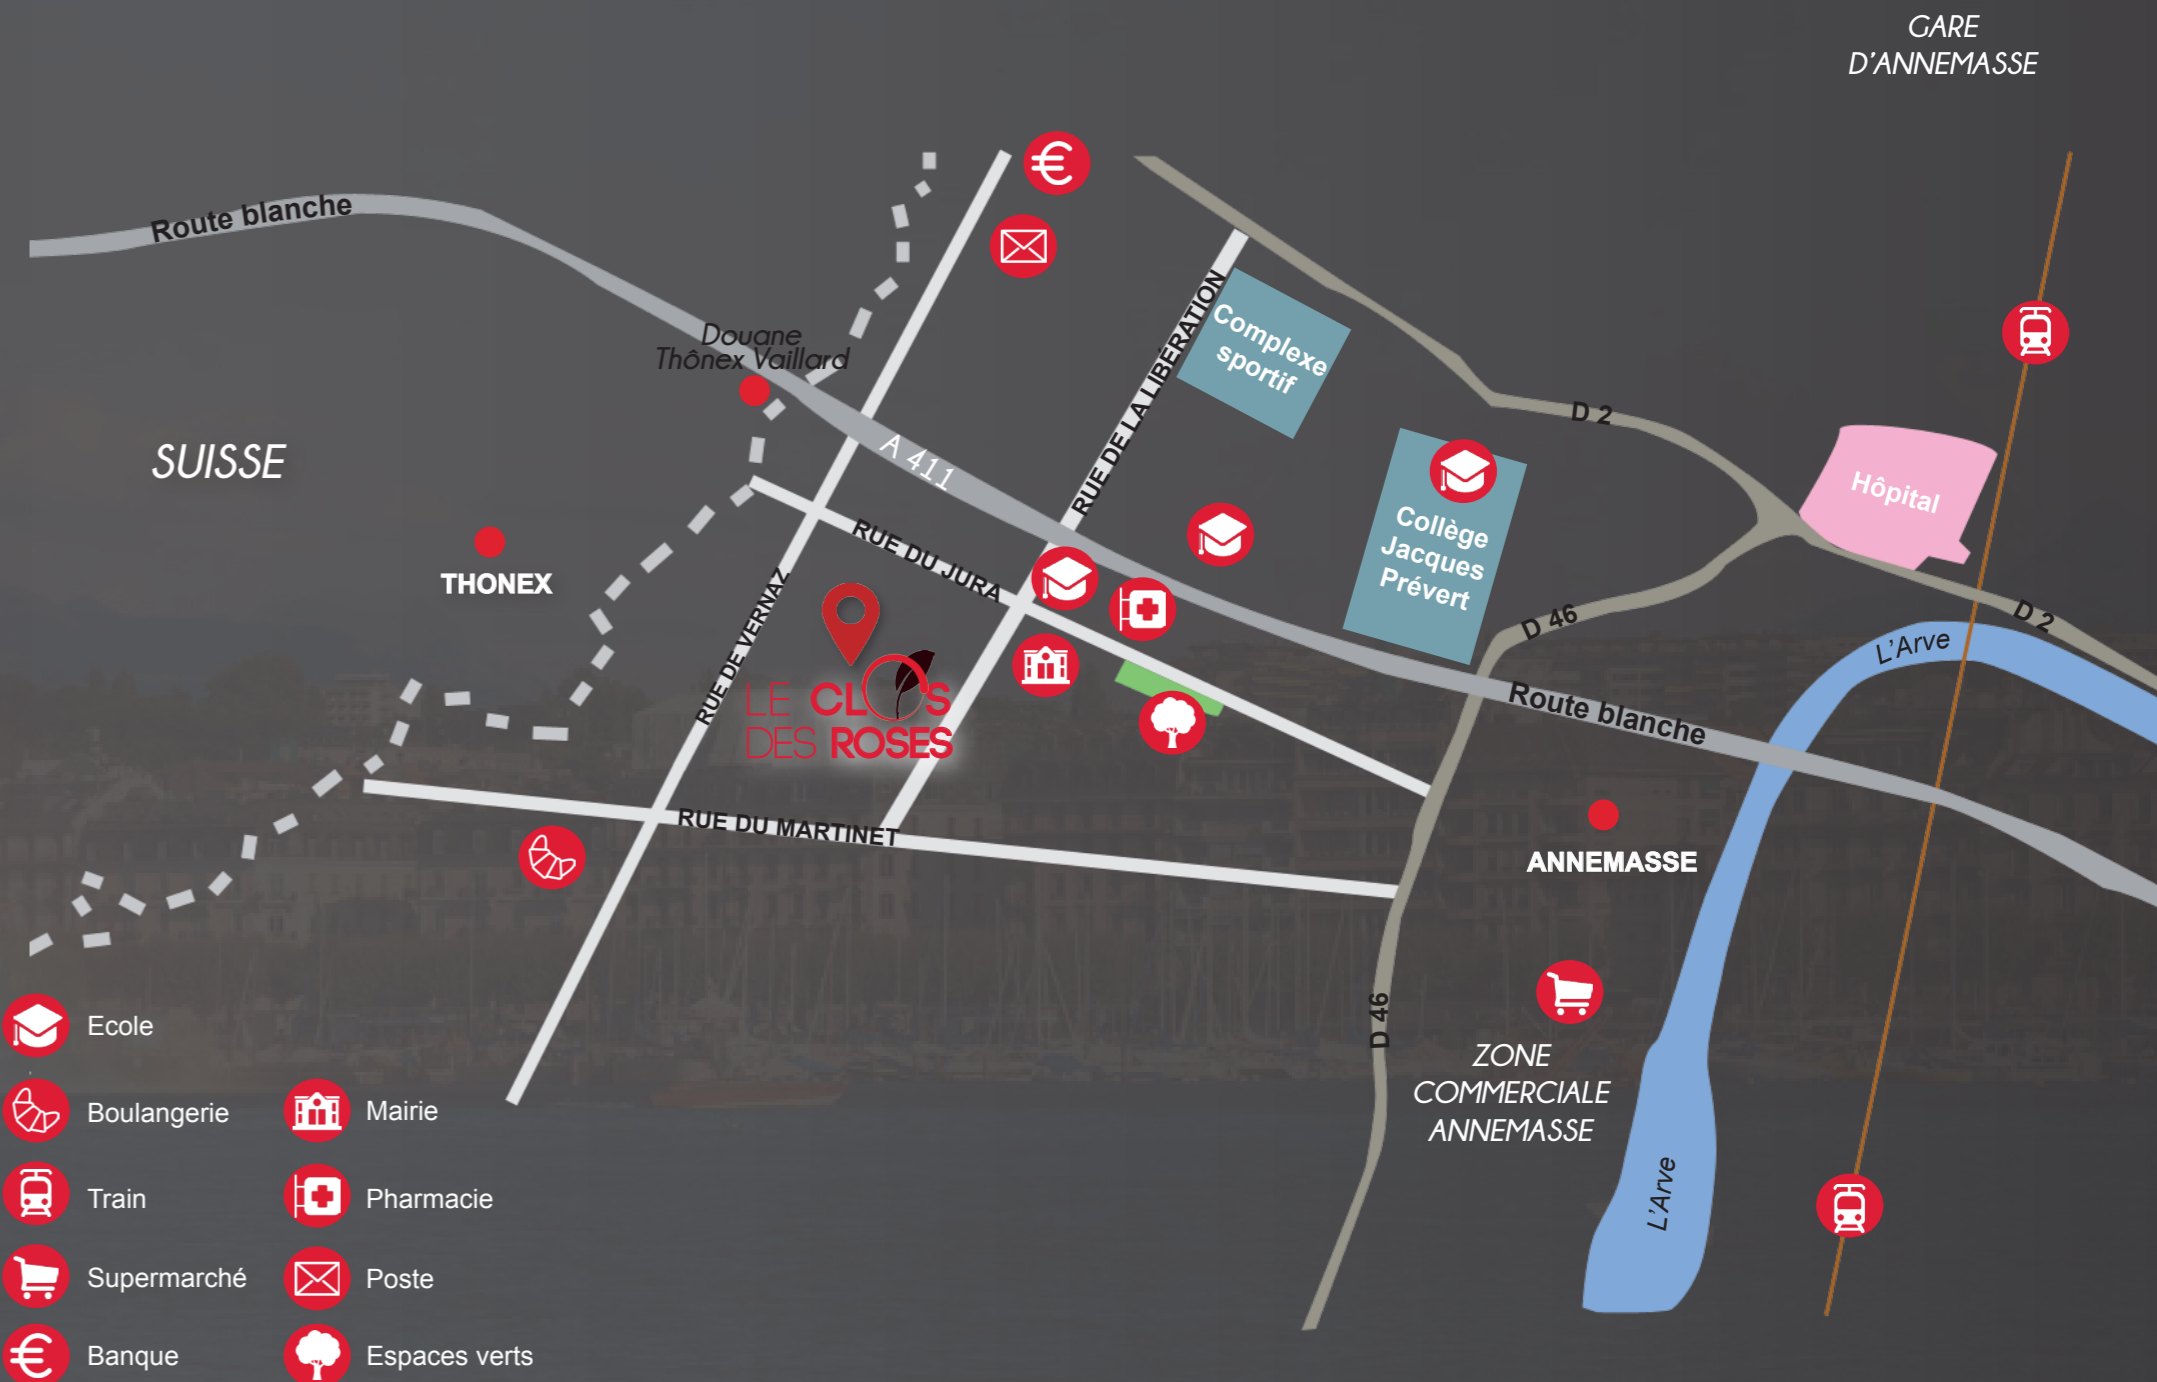 GARE
D'ANNEMASSE
Route blanche
Douane
Thônex Vaillard
SUISSE
A 411
RUE DE LA LIBÉRATION
Complexe
sportif
D 2
Hôpital
Collège
Jacques
Prévert
THONEX
RUE DU JURA
RUE DE VERNAZ
D 46
D 2
L'Arve
LE CLOS
DES ROSES
Route blanche
RUE DU MARTINET
ANNEMASSE
D 46
ZONE
COMMERCIALE
ANNEMASSE
L'Arve
Ecole
Boulangerie
Mairie
Train
Pharmacie
Supermarché
Poste
Banque
Espaces verts